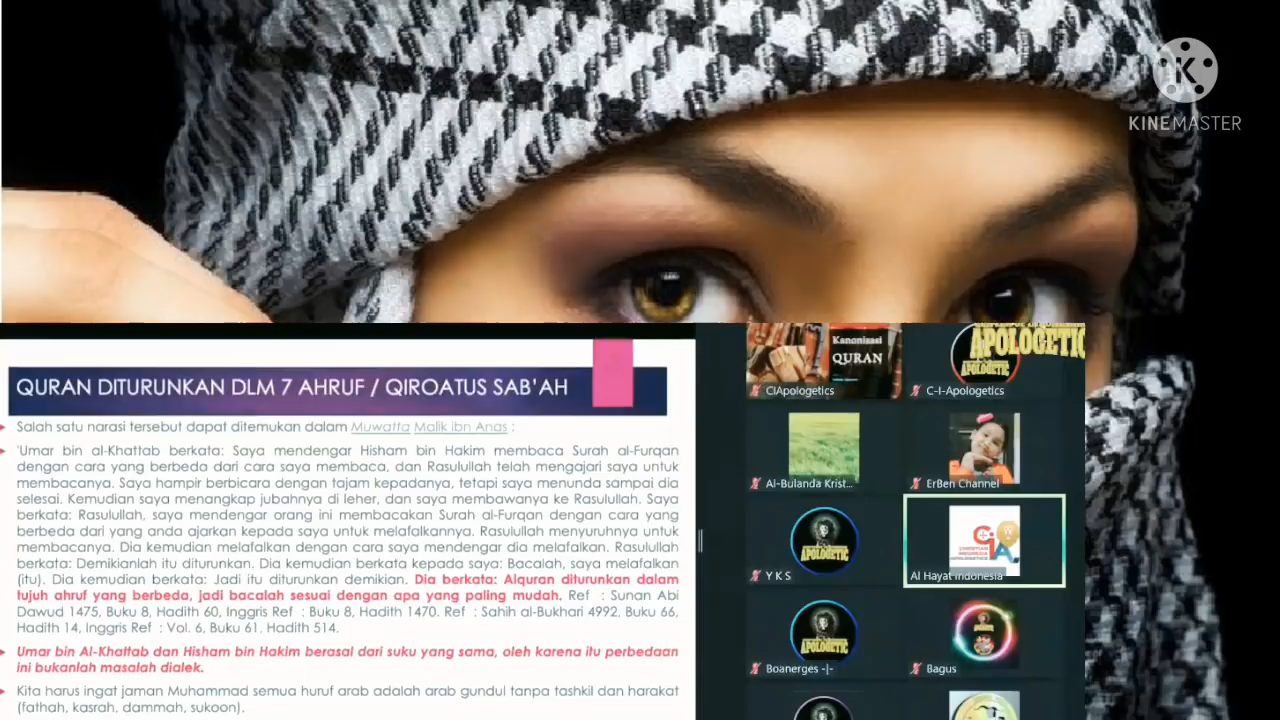 KINEMASTER
QURAN DITURUNKAN DLM 7 AHRUF / QIROATUS SAB'AH
Salah satu narasi tersebut dapat ditemukan dalam Muwatta Malik ibn Anas :
'Umar bin al-Khattab berkata: Saya mendengar Hisham bin Hakim membaca Surah al-Furqan
dengan cara yang berbeda dari cara saya membaca, dan Rasulullah telah mengajari saya untuk
membacanya. Saya hampir berbicara dengan tajam kepadanya, tetapi saya menunda sampai dia
selesai. Kemudian saya menangkap jubahnya di leher, dan saya membawanya ke Rasulullah. Saya
berkata: Rasulullah, saya mendengar orang ini membacakan Surah al-Furqan dengan cara yang
berbeda dari yang anda ajarkan kepada saya untuk melafalkannya. Rasulullah menyuruhnya untuk
membacanya. Dia kemudian melafalkan dengan cara saya mendengar dia melafalkan. Rasulullah
berkata: Demikianlah itu diturunkan. Dia kemudian berkata kepada saya: Bacalah, saya melafalkan
(itu). Dia kemudian berkata: Jadi itu diturunkan demikian. Dia berkata: Alquran diturunkan dalam
tujuh ahruf yang berbeda, jadi bacalah sesuai dengan apa yang paling mudah. Ref : Sunan Abi
Dawud 1475, Buku 8, Hadith 60, Inggris Ref : Buku 8, Hadith 1470. Ref : Sahih al-Bukhari 4992, Buku 66,
Hadith 14, Inggris Ref : Vol. 6, Buku 61, Hadith 514.
Umar bin Al-Khattab dan Hisham bin Hakim berasal dari suku yang sama, oleh karena itu perbedaan
ini bukanlah masalah dialek.
Kita harus ingat jaman Muhammad semua huruf arab adalah arab gundul tanpa tashkil dan harakat
(fathah, kasrah, dammah, sukoon).
Kanonisasi
QURAN
CIApologetics
APOLOGETIC
APOLOGETIC
C-I-Apologetics
Al-Bulanda Krist...
ErBen Channel
APOLOGETIC
Y K S
CIA
CHRISTIAN
INDONESIA
Al Hayat Indonesia
APOLOGETIC
Boanerges -|-
Bagus